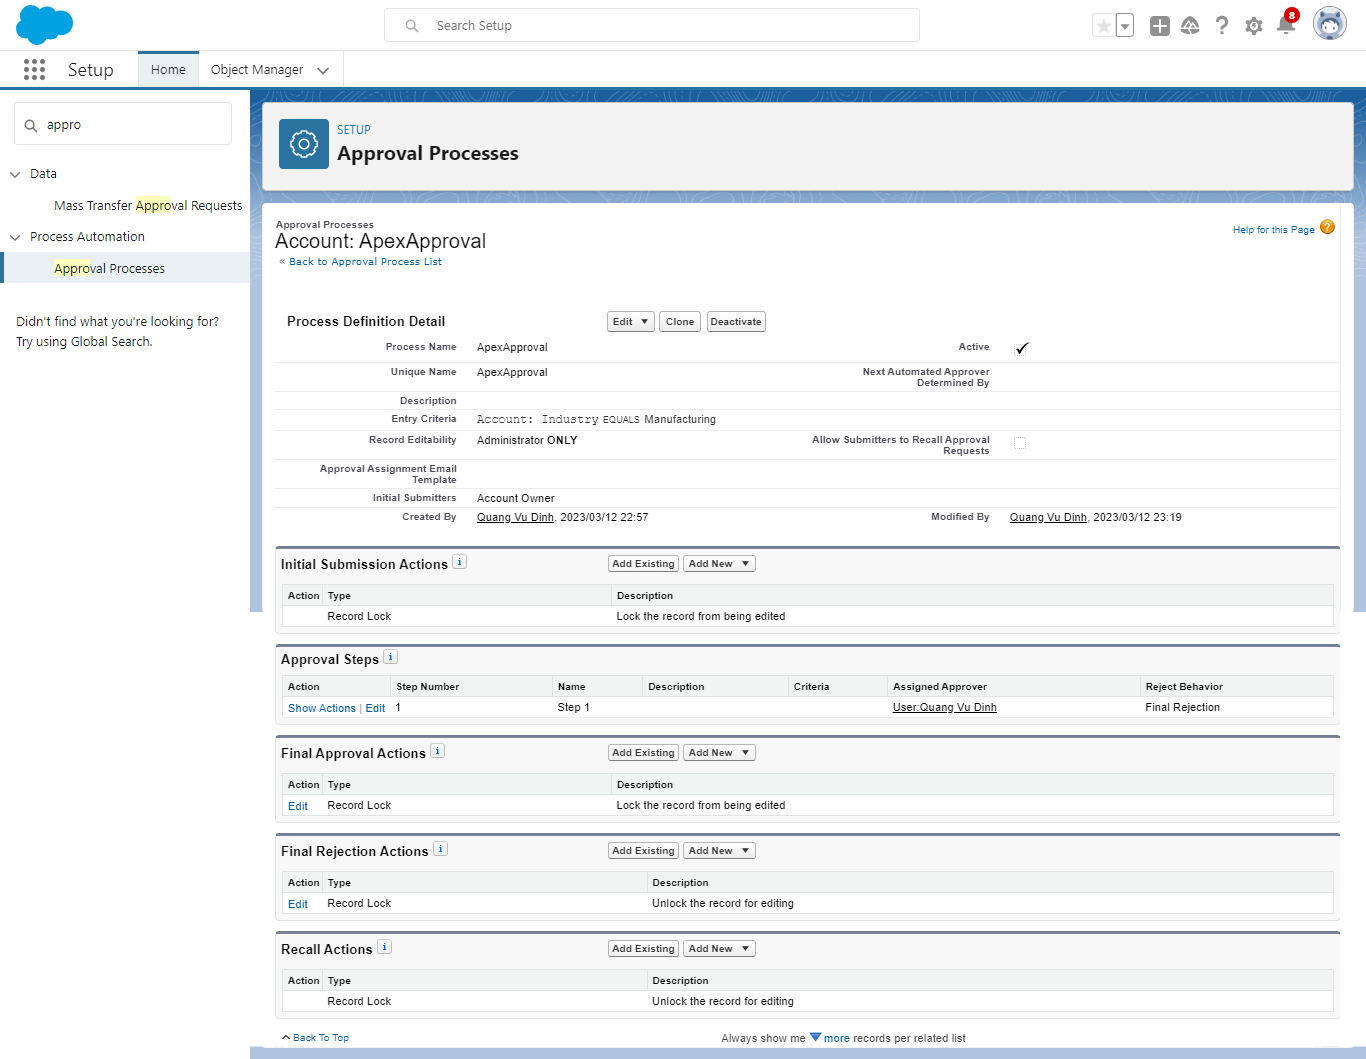 Search Setup
8
Setup
Home
Object Manager
appro
Data
Mass Transfer Approval Requests
Process Automation
Approval Processes
Didn't find what you're looking for?
Try using Global Search.
SETUP
Approval Processes
Approval Processes
Account: ApexApproval
« Back to Approval Process List
Help for this Page ?
Process Definition Detail Edit Clone Deactivate
Process Name ApexApproval Active
Unique Name ApexApproval Next Automated Approver
Determined By
Description
Entry Criteria Account: Industry EQUALS Manufacturing
Record Editability Administrator ONLY Allow Submitters to Recall Approval
Requests
Approval Assignment Email
Template
Initial Submitters Account Owner
Created By Quang Vu Dinh, 2023/03/12 22:57 Modified By Quang Vu Dinh, 2023/03/12 23:19
Initial Submission Actions i Add Existing Add New
Action Type Description
Record Lock Lock the record from being edited
Approval Steps i
Action Step Number Name Description Criteria Assigned Approver Reject Behavior
Show Actions | Edit 1 Step 1 User:Quang Vu Dinh Final Rejection
Final Approval Actions i Add Existing Add New
Action Type Description
Edit Record Lock Lock the record from being edited
Final Rejection Actions i Add Existing Add New
Action Type Description
Edit Record Lock Unlock the record for editing
Recall Actions i Add Existing Add New
Action Type Description
Record Lock Unlock the record for editing
^ Back To Top Always show me more records per related list